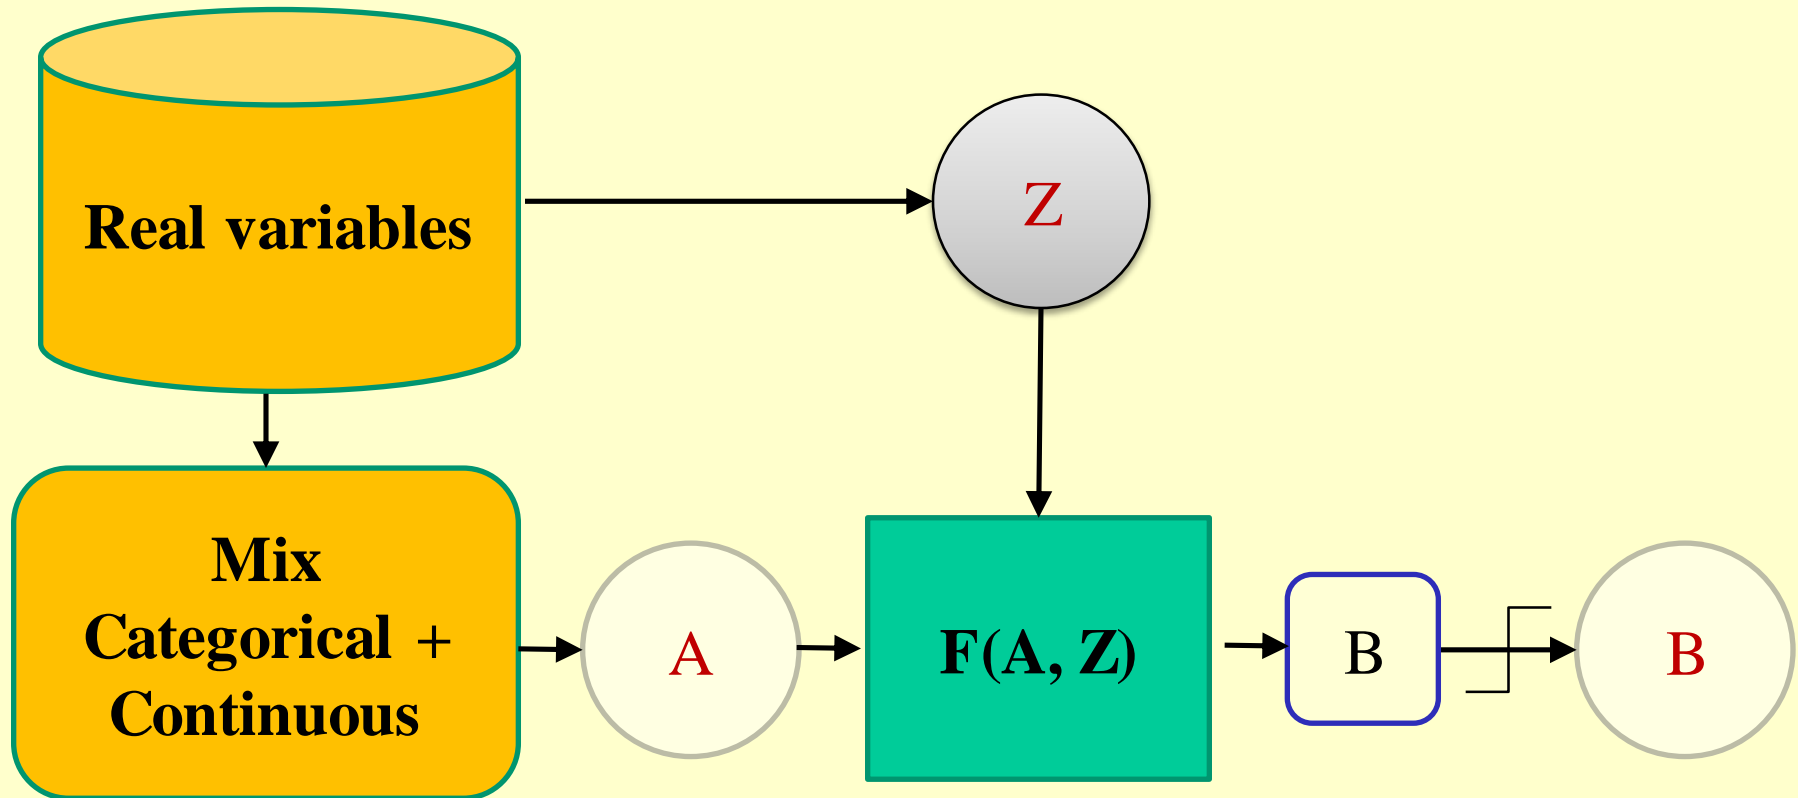 Real variables
Z
Mix
Categorical +
Continuous
A
F(A, Z)
B
B